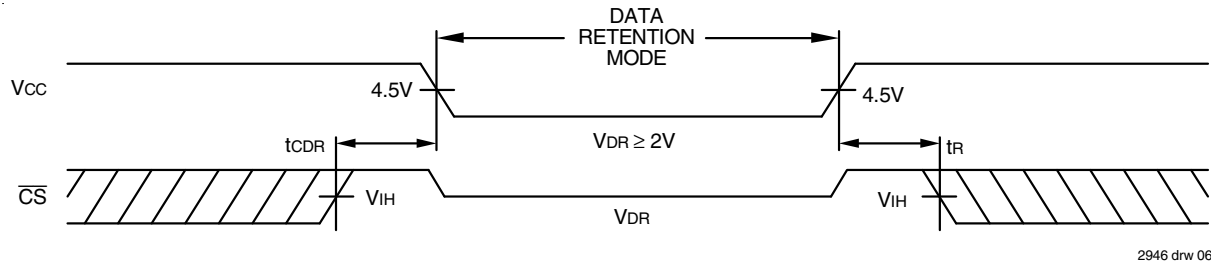 DATA
RETENTION
MODE
VCC
4.5V
4.5V
tCDR
VDR ≥ 2V
tR
CS
VIH
VDR
VIH
2946 drw 06